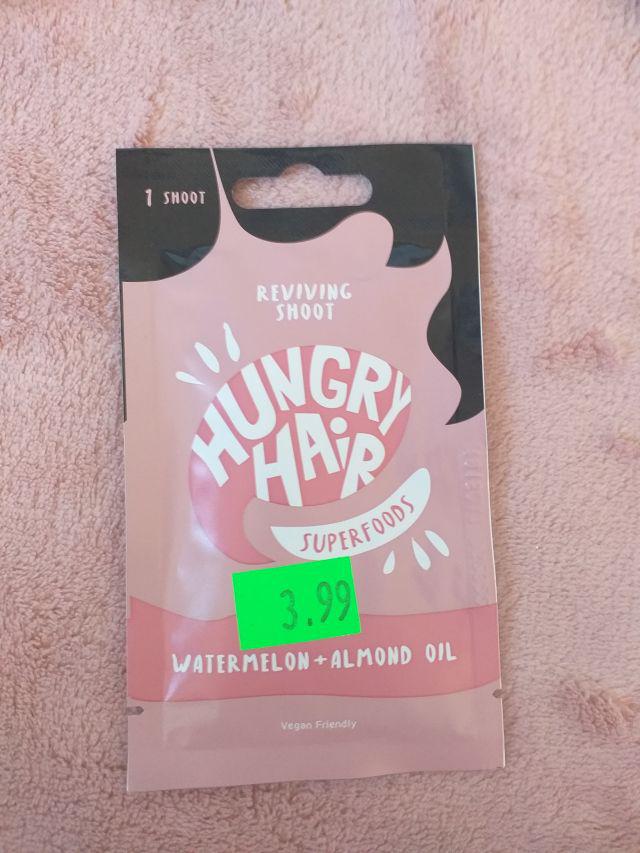 1 SHOOT
REVIVING
SHOOT
HUNGRY
HAiR
SUPERFOODS
3.99
WATERMELON + ALMOND OIL
Vegan Friendly